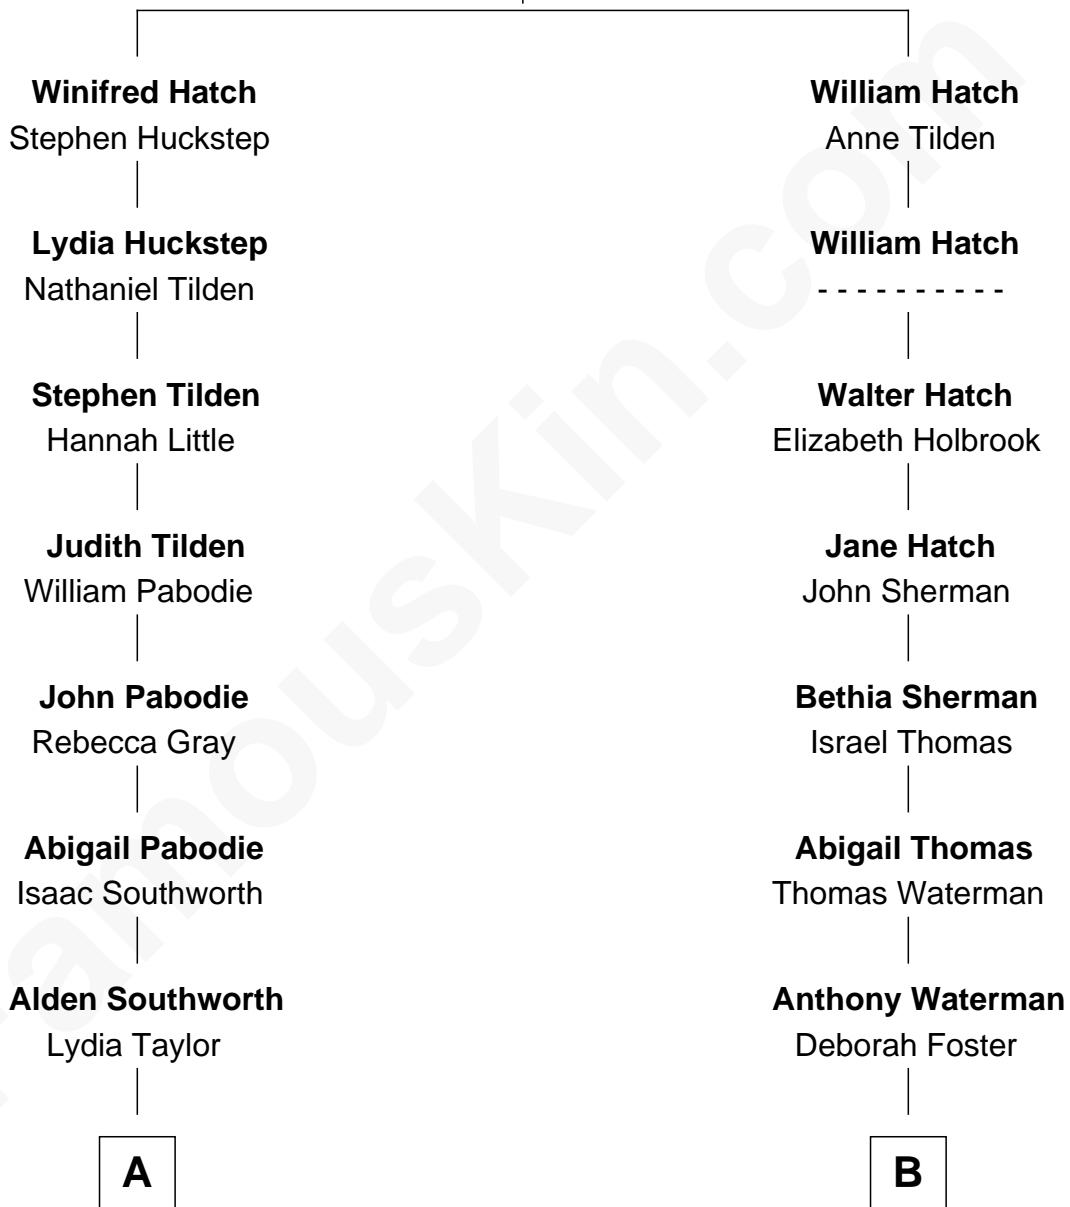 Winifred Hatch
Stephen Huckstep
Lydia Huckstep
Nathaniel Tilden
Stephen Tilden
Hannah Little
Judith Tilden
William Pabodie
John Pabodie
Rebecca Gray
Abigail Pabodie
Isaac Southworth
Alden Southworth
Lydia Taylor
A
William Hatch
Anne Tilden
William Hatch
- - - - - - - - - -
Walter Hatch
Elizabeth Holbrook
Jane Hatch
John Sherman
Bethia Sherman
Israel Thomas
Abigail Thomas
Thomas Waterman
Anthony Waterman
Deborah Foster
B
FamousKin.com